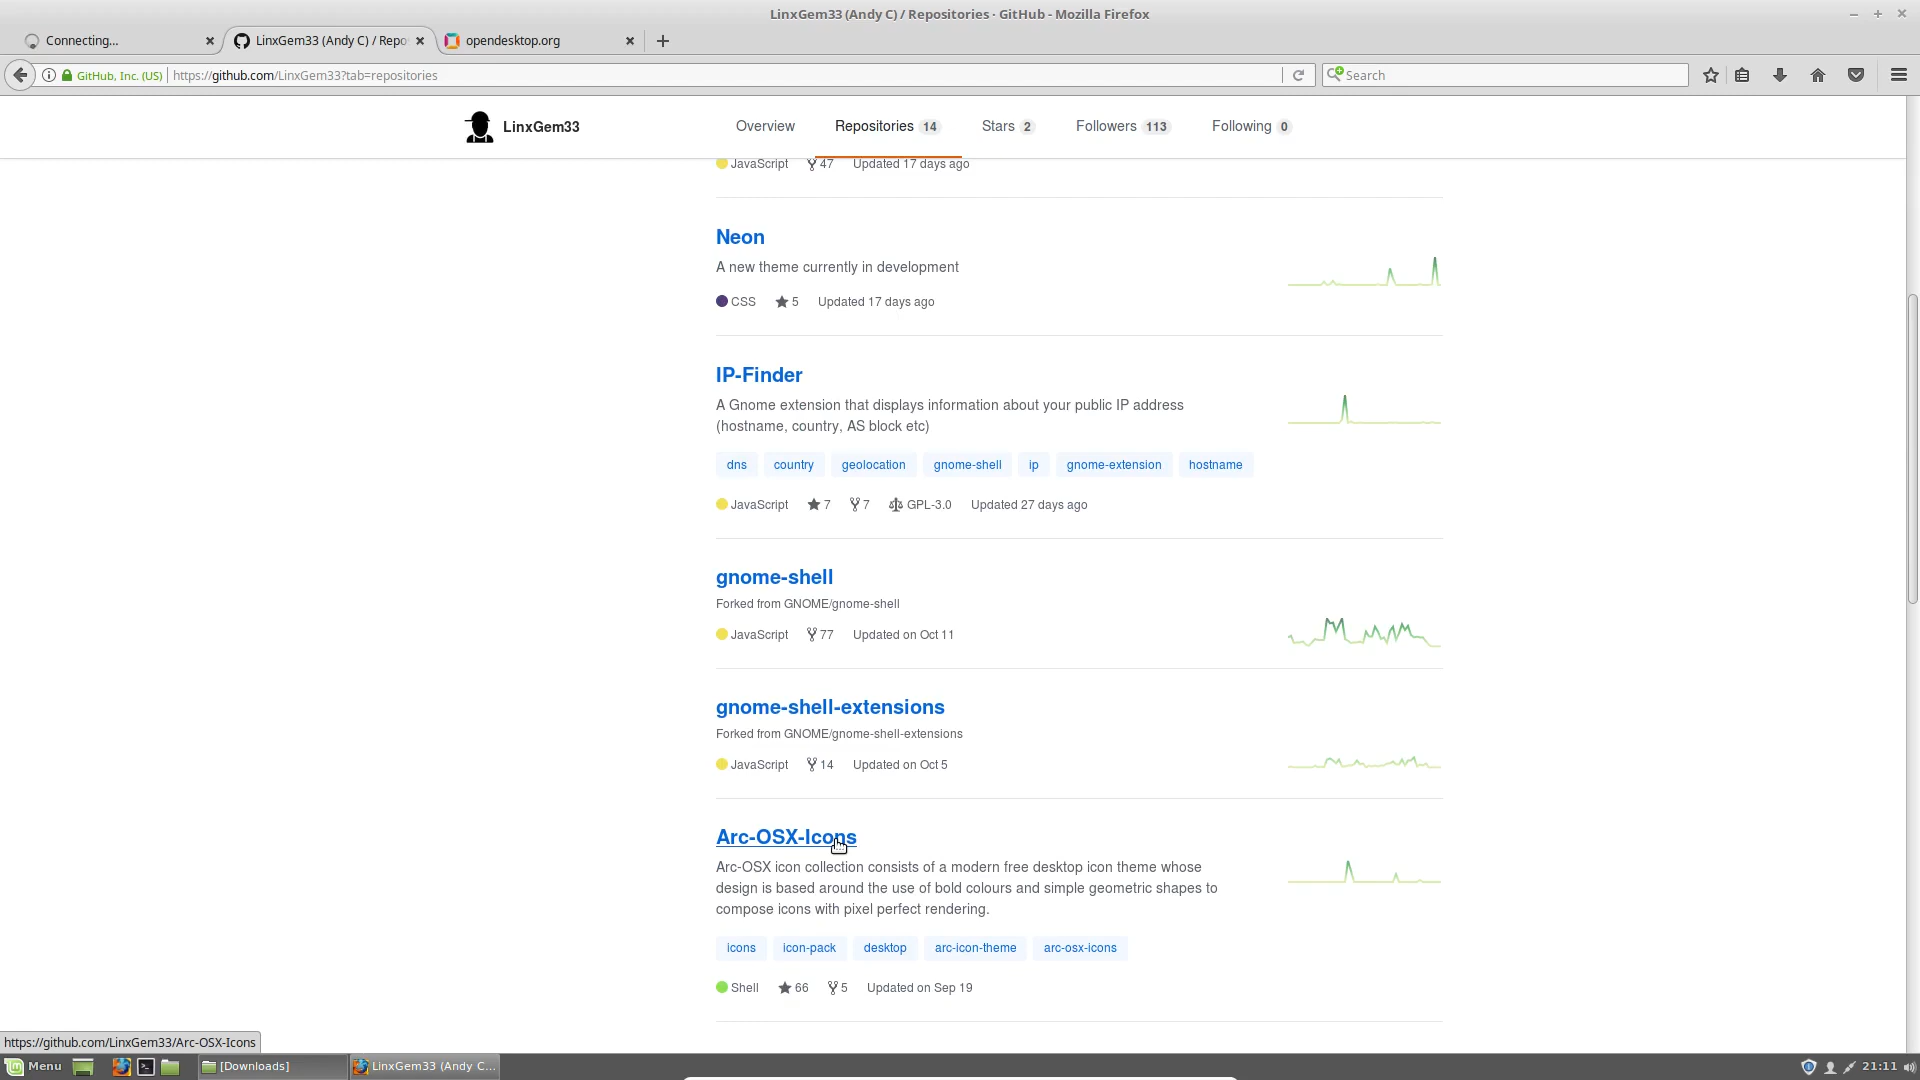 LinxGem33 (Andy C) / Repositories · GitHub - Mozilla Firefox
Connecting...
LinxGem33 (Andy C) / Repo
opendesktop.org
GitHub, Inc. (US)
https://github.com/LinxGem33?tab=repositories
Search
LinxGem33
Overview
Repositories 14
Stars 2
Followers 113
Following 0
JavaScript 47 Updated 17 days ago
Neon
A new theme currently in development
CSS 5 Updated 17 days ago
IP-Finder
A Gnome extension that displays information about your public IP address
(hostname, country, AS block etc)
dns country geolocation gnome-shell ip gnome-extension hostname
JavaScript 7 7 GPL-3.0 Updated 27 days ago
gnome-shell
Forked from GNOME/gnome-shell
JavaScript 77 Updated on Oct 11
gnome-shell-extensions
Forked from GNOME/gnome-shell-extensions
JavaScript 14 Updated on Oct 5
Arc-OSX-Icons
Arc-OSX icon collection consists of a modern free desktop icon theme whose
design is based around the use of bold colours and simple geometric shapes to
compose icons with pixel perfect rendering.
icons icon-pack desktop arc-icon-theme arc-osx-icons
Shell 66 5 Updated on Sep 19
https://github.com/LinxGem33/Arc-OSX-Icons
Menu
[Downloads]
LinxGem33 (Andy C...
21:11